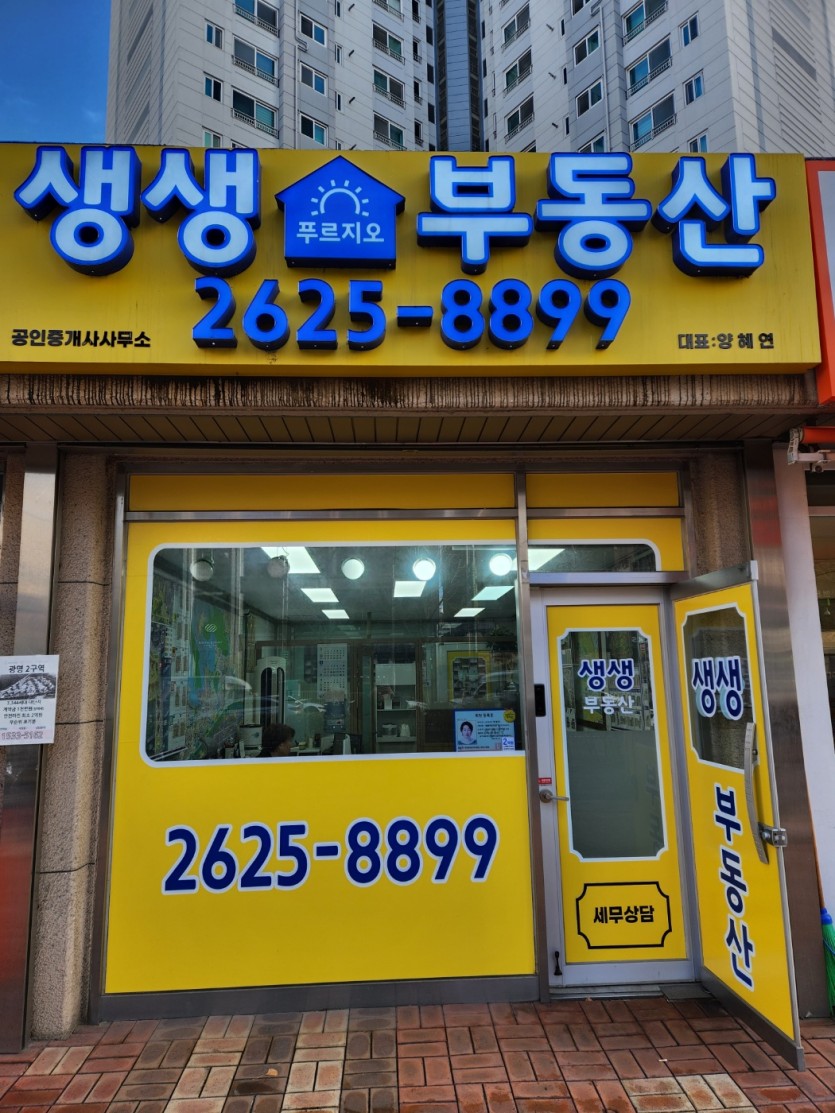 생생 푸르지오 부동산
2625-8899
공인중개사사무소
대표:양혜연
광명 2구역
생생
부동산
생생
부동산
2625-8899
세무상담